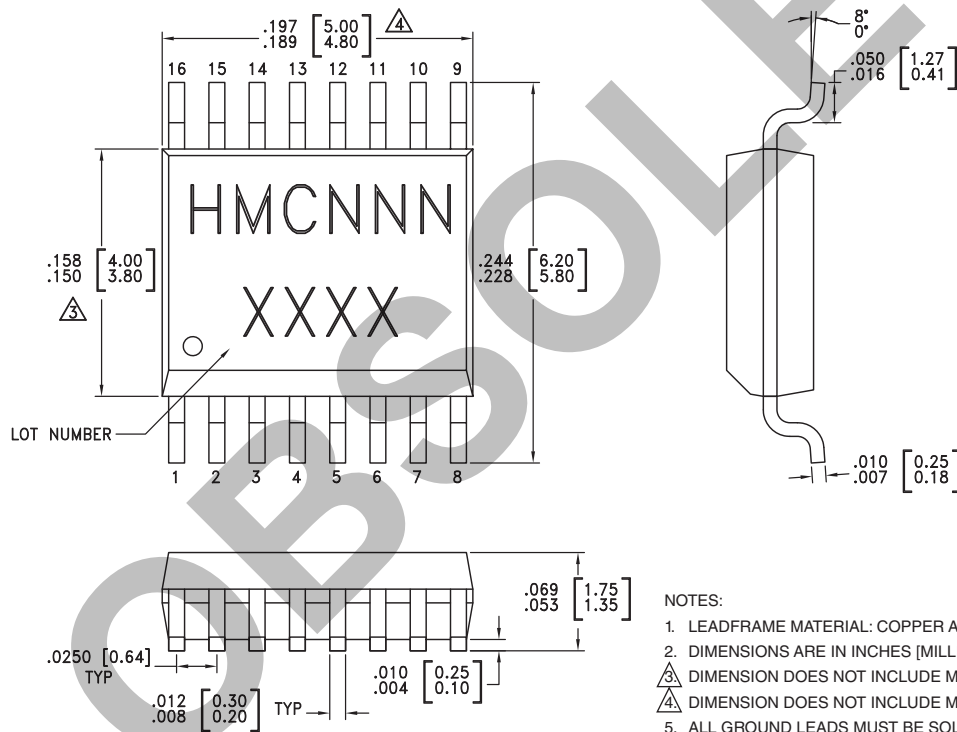 .197 [5.00]
.189 [4.80] 4
16 15 14 13 12 11 10 9
8°
0°
.050 [1.27]
.016 [0.41]
HMCNNN
XXXX
.158 [4.00]
.150 [3.80]
3
.244 [6.20]
.228 [5.80]
LOT NUMBER
1 2 3 4 5 6 7 8
.010 [0.25]
.007 [0.18]
.069 [1.75]
.053 [1.35]
.0250 [0.64]
TYP
.012 [0.30]
.008 [0.20]
TYP
.010 [0.25]
.004 [0.10]
NOTES:
1. LEADFRAME MATERIAL: COPPER
2. DIMENSIONS ARE IN INCHES
3. DIMENSION DOES NOT INCLUDE
4. DIMENSION DOES NOT INCLUDE
5. ALL GROUND LEADS MUST BE
OBSOLE